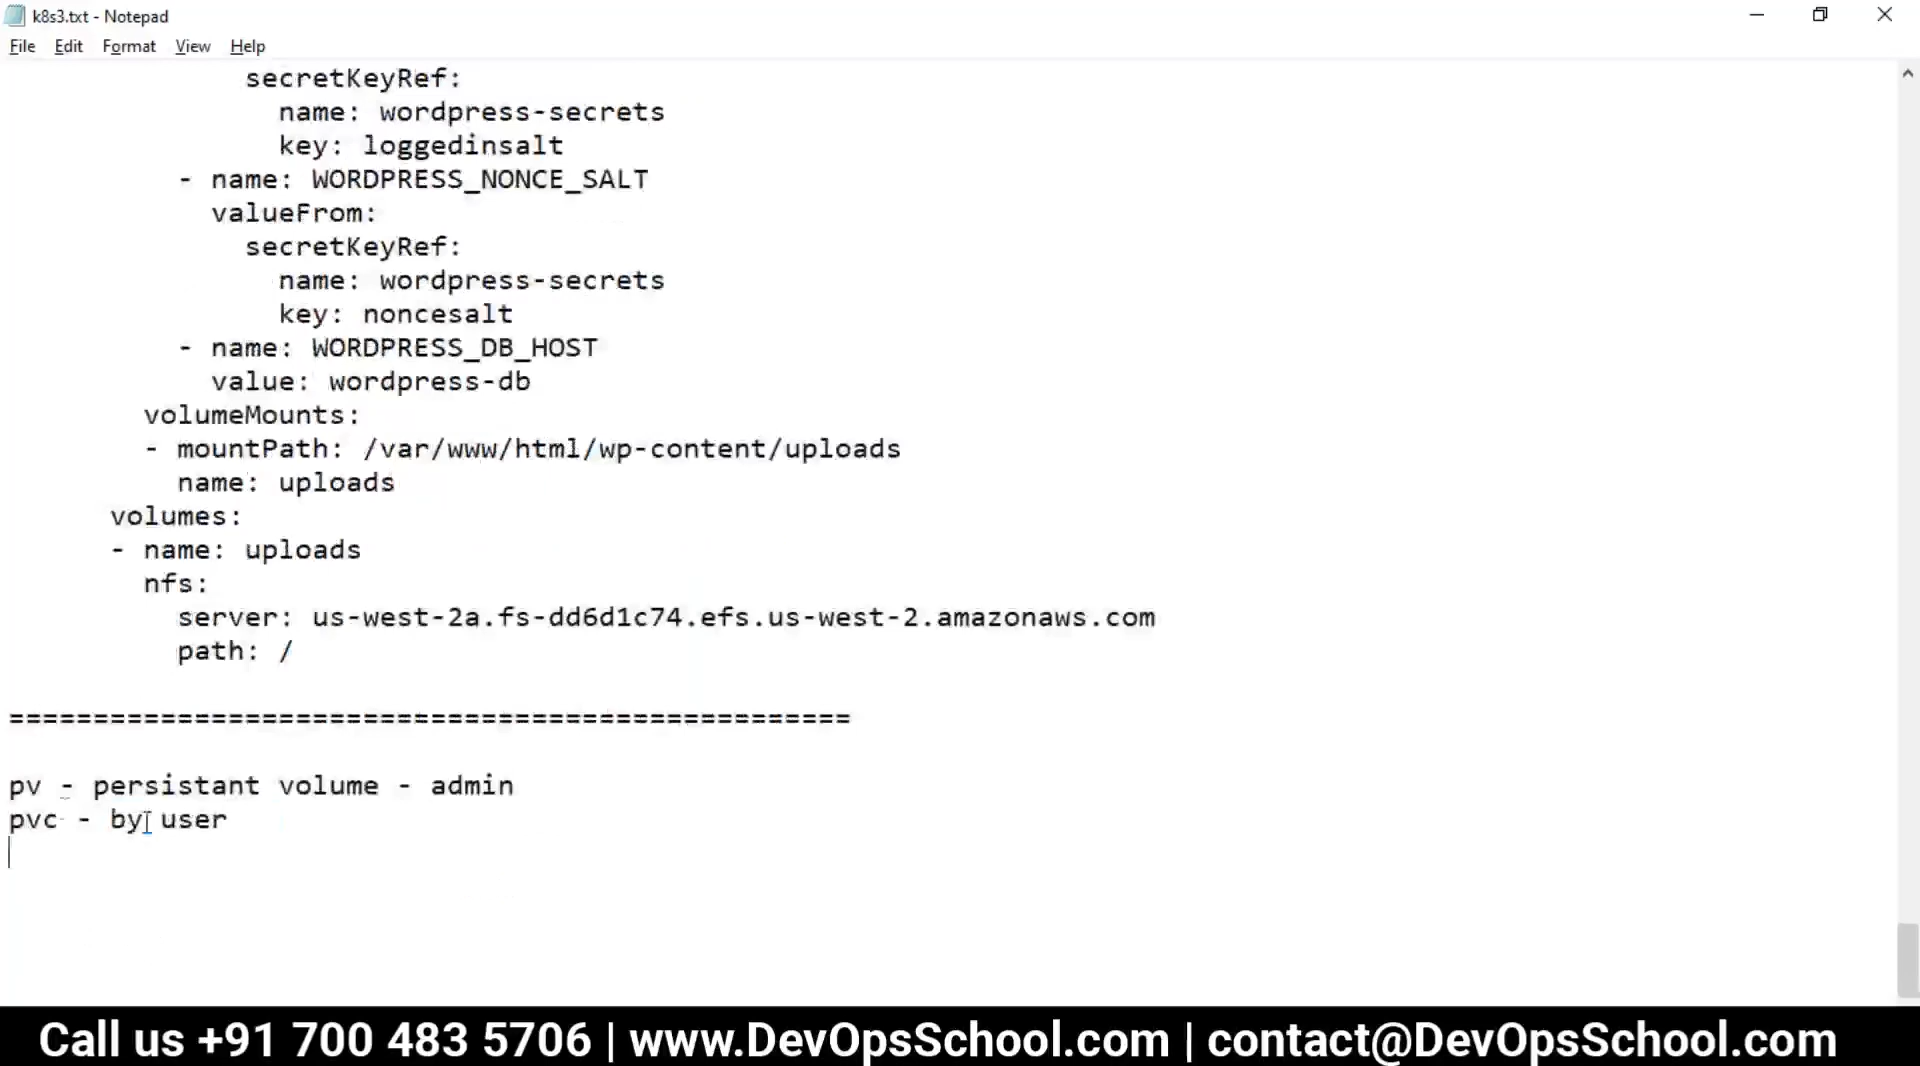 k8s3.txt - Notepad
File Edit Format View Help
secretKeyRef:
name: wordpress-secrets
key: loggedinsalt
- name: WORDPRESS_NONCE_SALT
valueFrom:
secretKeyRef:
name: wordpress-secrets
key: noncesalt
- name: WORDPRESS_DB_HOST
value: wordpress-db
volumeMounts:
- mountPath: /var/www/html/wp-content/uploads
name: uploads
volumes:
- name: uploads
nfs:
server: us-west-2a.fs-dd6d1c74.efs.us-west-2.amazonaws.com
path: /
==================================================
pv - persistant volume - admin
pvc - by user
Call us +91 700 483 5706 | www.DevOpsSchool.com | contact@DevOpsSchool.com